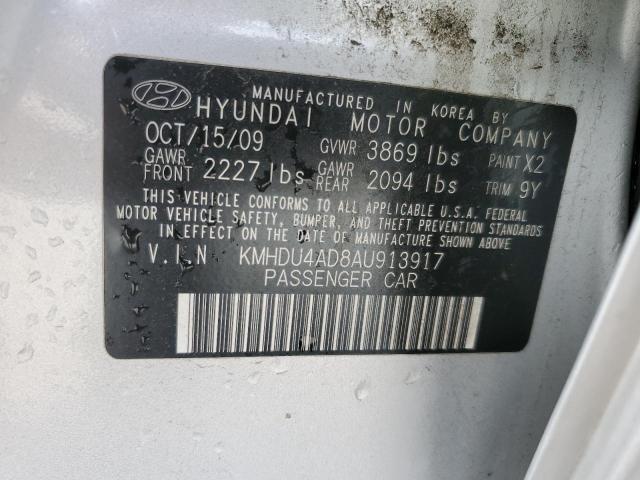 MANUFACTURED IN KOREA BY
HYUNDAI MOTOR COMPANY
OCT/15/09 GVWR 3869 lbs PAINT X2
GAWR FRONT 2227 lbs GAWR REAR 2094 lbs TRIM 9Y
THIS VEHICLE CONFORMS TO ALL APPLICABLE U.S.A. FEDERAL
MOTOR VEHICLE SAFETY, BUMPER, AND THEFT PREVENTION STANDARDS
IN EFFECT ON THE DATE OF MANUFACTURE SHOWN ABOVE.
V.I.N KMHDU4AD8AU913917
PASSENGER CAR